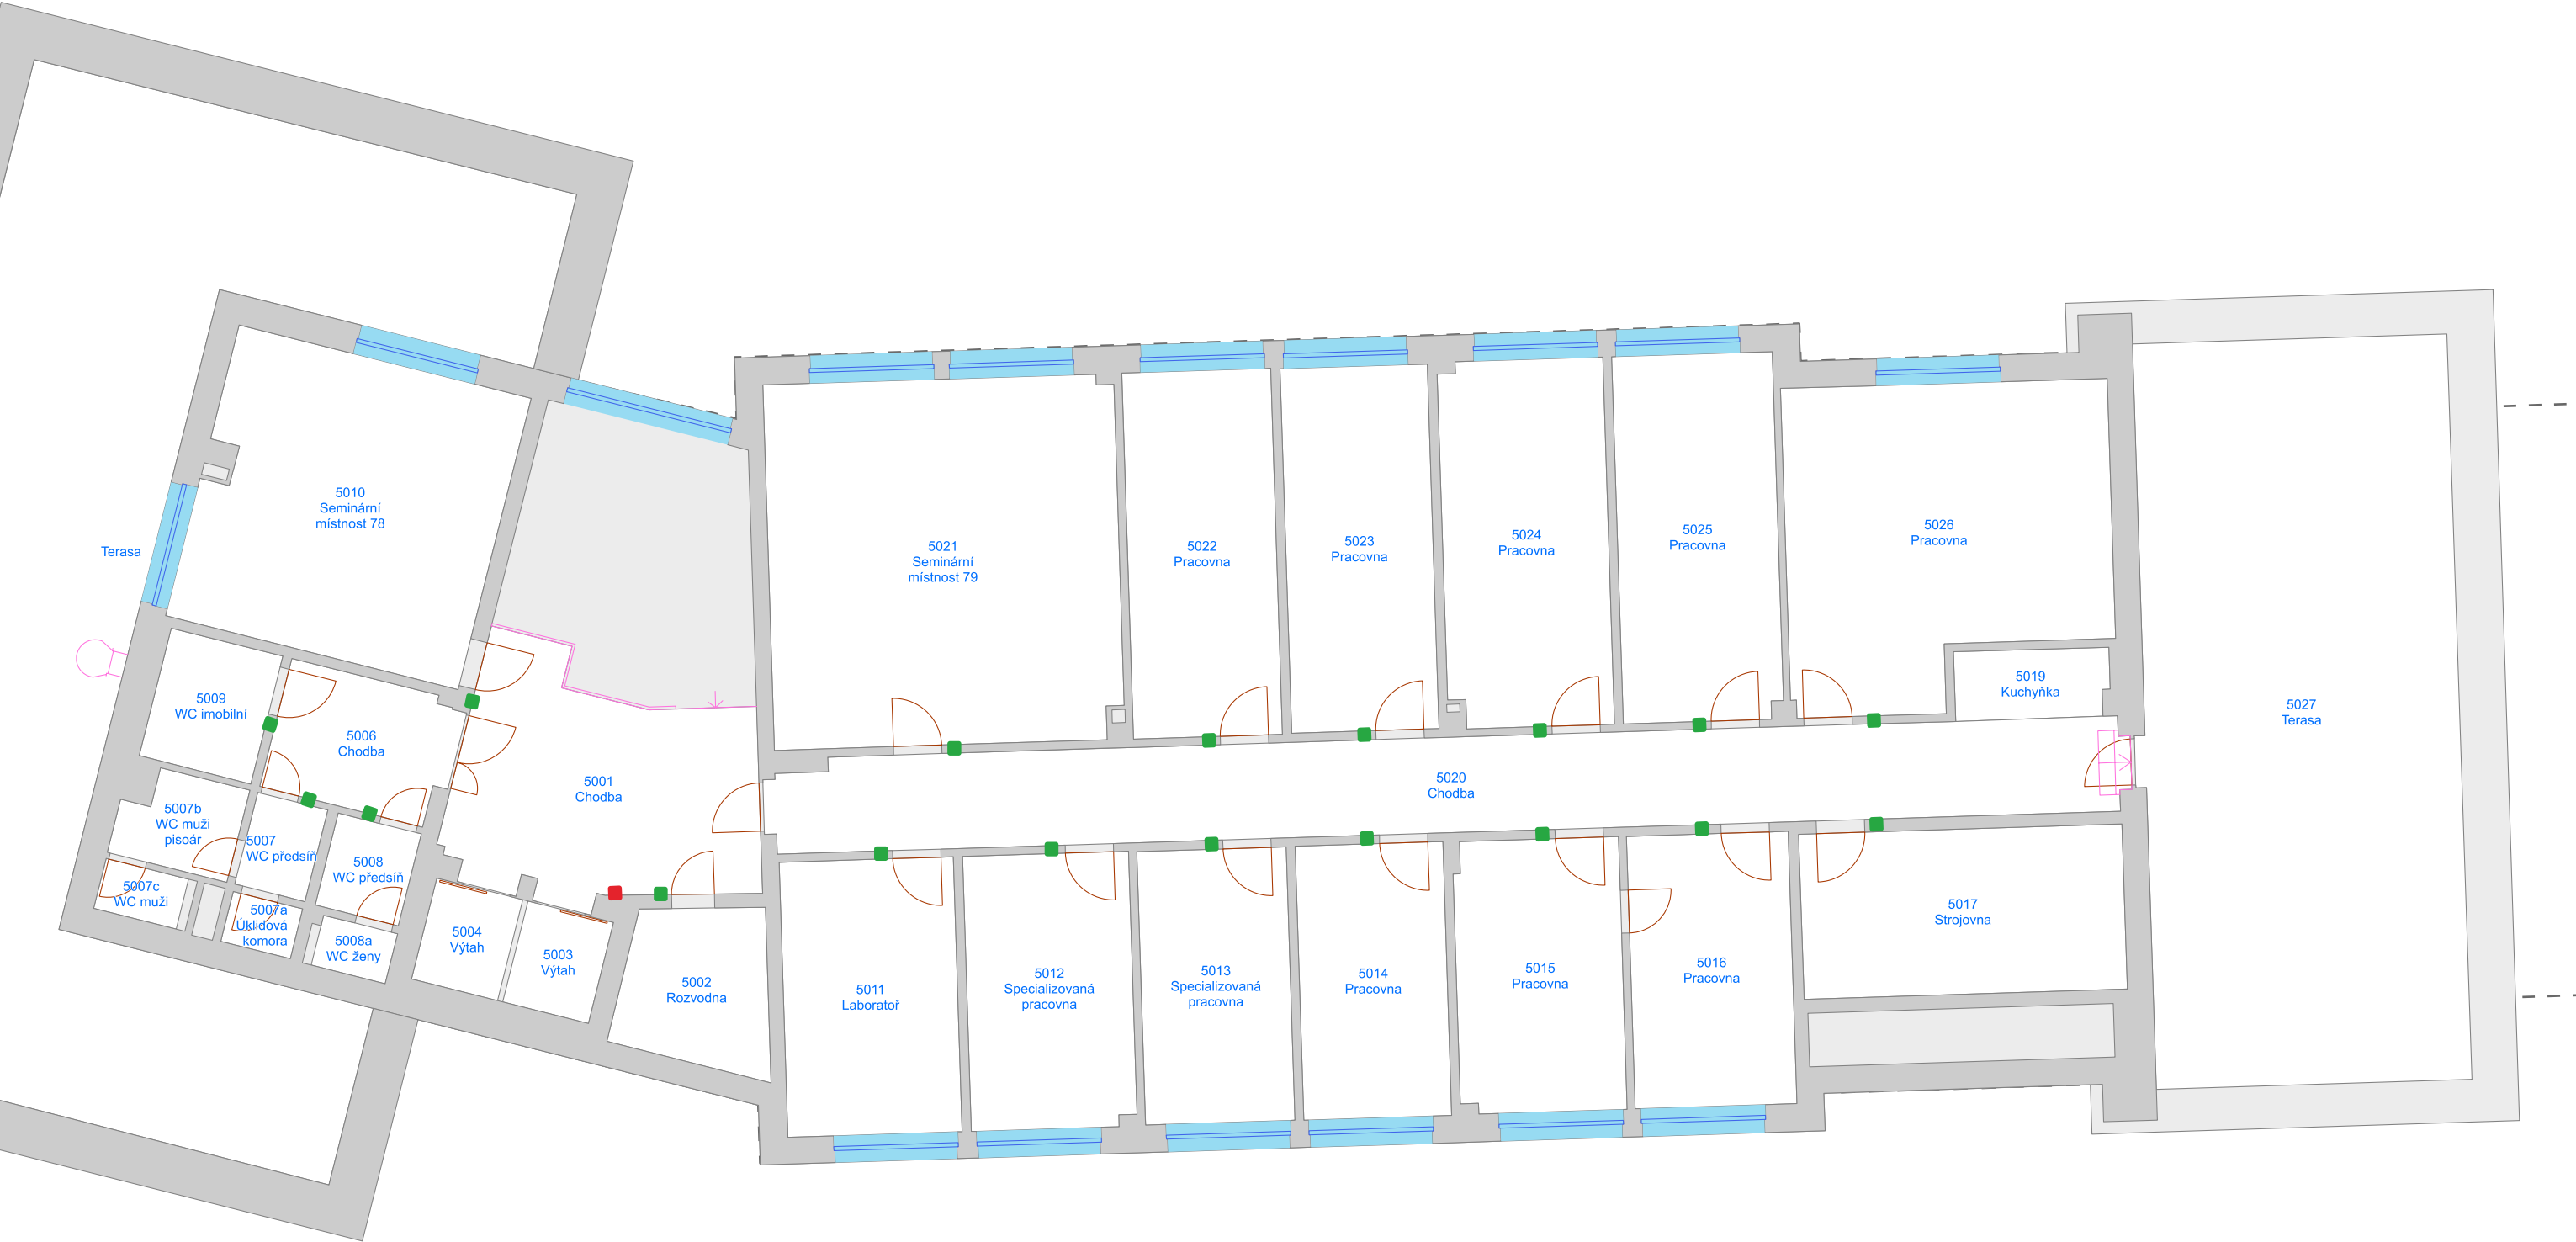 5010
Seminární
místnost 78
Terasa
5009
WC imobilní
5006
Chodba
5007b
WC muži
pisoár
5007
WC předsíň
5008
WC předsíň
5007c
WC muži
5007a
Úklidová
komora
5008a
WC ženy
5004
Výtah
5003
Výtah
5001
Chodba
5002
Rozvodna
5021
Seminární
místnost 79
5022
Pracovna
5023
Pracovna
5024
Pracovna
5025
Pracovna
5026
Pracovna
5019
Kuchyňka
5020
Chodba
5027
Terasa
5011
Laboratoř
5012
Specializovaná
pracovna
5013
Specializovaná
pracovna
5014
Pracovna
5015
Pracovna
5016
Pracovna
5017
Strojovna